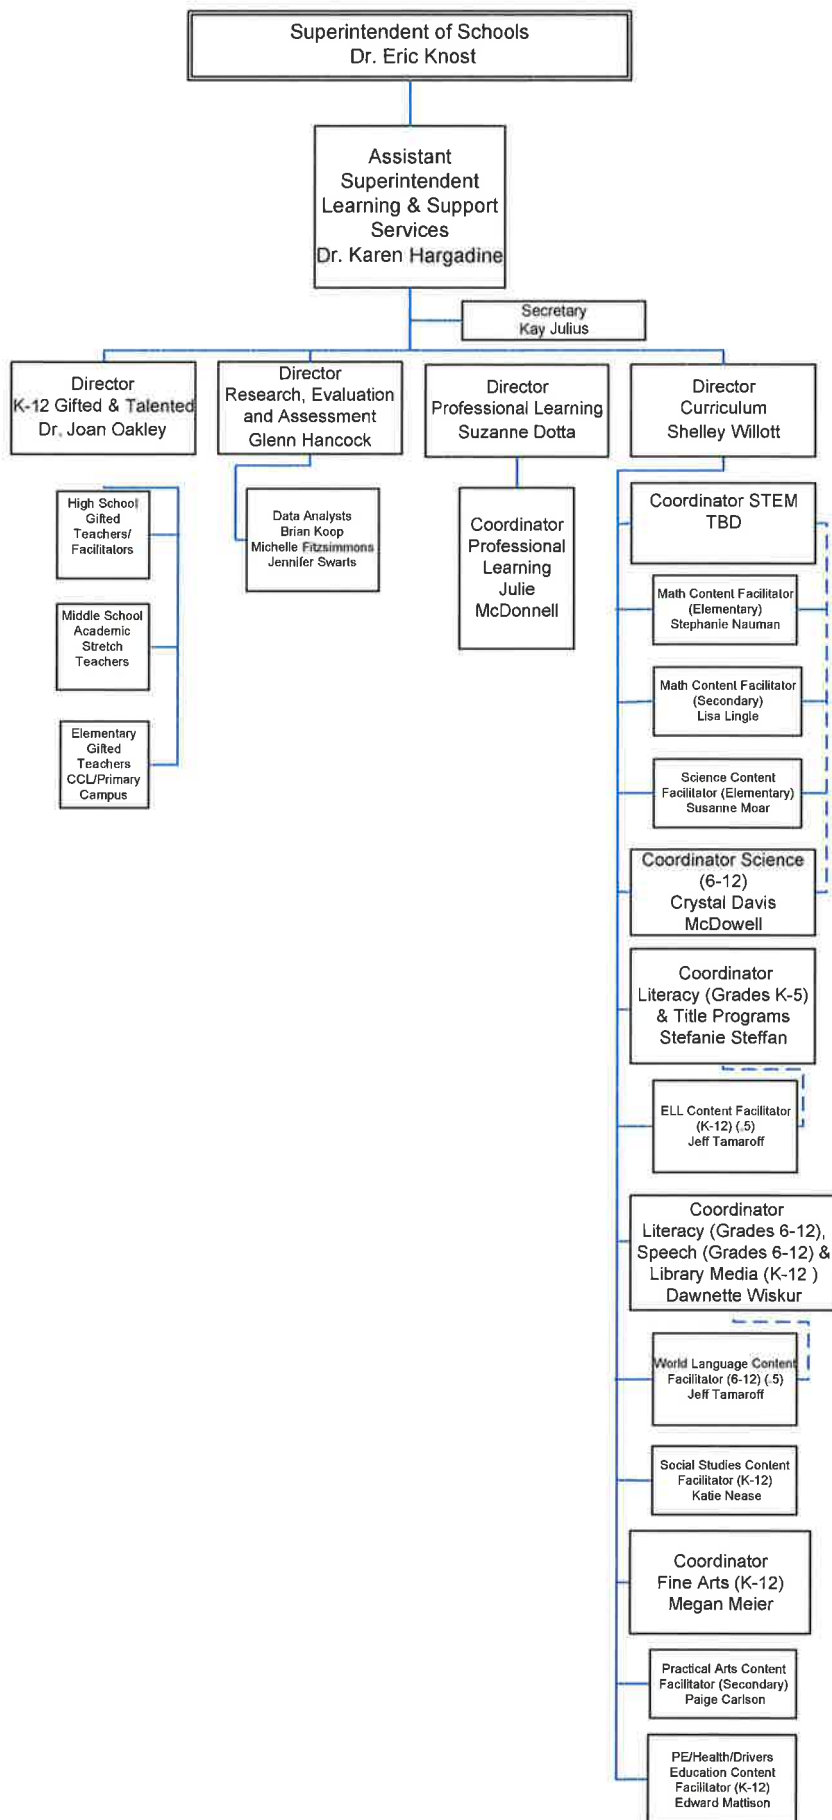 Superintendent of Schools
Dr. Eric Knost
Assistant
Superintendent
Learning & Support
Services
Dr. Karen Hargadine
Secretary
Kay Julius
Director
K-12 Gifted & Talented
Dr. Joan Oakley
Director
Research, Evaluation
and Assessment
Glenn Hancock
Director
Professional Learning
Suzanne Dotta
Director
Curriculum
Shelley Willott
High School
Gifted
Teachers/
Facilitators
Middle School
Academic
Stretch
Teachers
Elementary
Gifted
Teachers
CCL/Primary
Campus
Data Analysts
Brian Koop
Michelle Fitzsimmons
Jennifer Swarts
Coordinator
Professional
Learning
Julie
McDonnell
Coordinator STEM
TBD
Math Content Facilitator
(Elementary)
Stephanie Nauman
Math Content Facilitator
(Secondary)
Lisa Lingle
Science Content
Facilitator (Elementary)
Susanne Moar
Coordinator Science
(6-12)
Crystal Davis
McDowell
Coordinator
Literacy (Grades K-5)
& Title Programs
Stefanie Steffan
ELL Content Facilitator
(K-12) (.5)
Jeff Tamaroff
Coordinator
Literacy (Grades 6-12),
Speech (Grades 6-12) &
Library Media (K-12 )
Dawnette Wiskur
World Language Content
Facilitator (6-12) (.5)
Jeff Tamaroff
Social Studies Content
Facilitator (K-12)
Katie Nease
Coordinator
Fine Arts (K-12)
Megan Meier
Practical Arts Content
Facilitator (Secondary)
Paige Carlson
PE/Health/Drivers
Education Content
Facilitator (K-12)
Edward Mattison